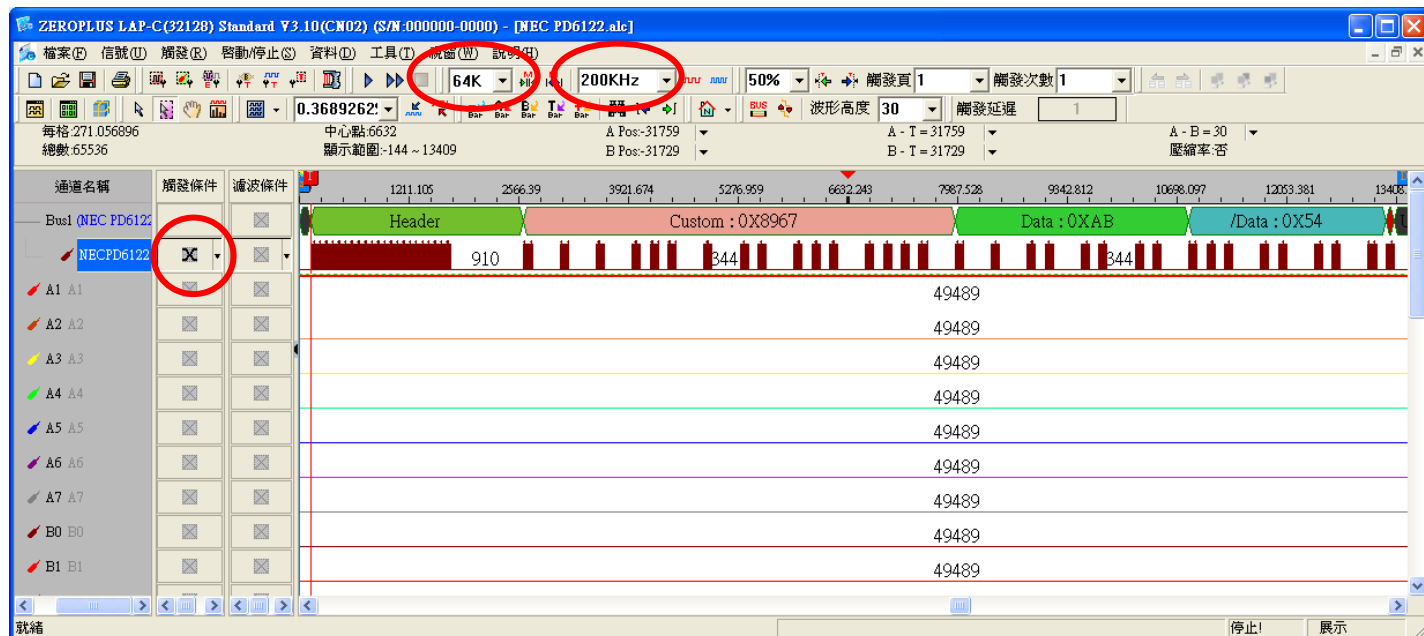 ZEROPLUS LAP-C(32128) Standard V3.10(CN02) (S/N:000000-0000) - [NEC PD6122.alc]
檔案(F) 信號(U) 觸發(R) 啓動/停止(S) 資料(D) 工具(T) 視窗(W) 說明(H)
64K 200KHz 50% 觸發頁 1 觸發次數 1
0.3689262 Bar Bar Bar Bar Bar BUS 波形高度 30 觸發延遲 1
每格:271.056896 中心點:6632 A Pos:-31759 A - T = 31759 A - B = 30
總數:65536 顯示範圍:-144 ~ 13409 B Pos:-31729 B - T = 31729 壓縮率:否
通道名稱 觸發條件 濾波條件 1211.105 2566.39 3921.674 5276.959 6632.243 7987.528 9342.812 10698.097 12053.381 13408.
Bus1 (NEC PD6122 Header Custom : 0X8967 Data : 0XAB /Data : 0X54
NECPD6122 910 344 344
A1 A1 49489
A2 A2 49489
A3 A3 49489
A4 A4 49489
A5 A5 49489
A6 A6 49489
A7 A7 49489
B0 B0 49489
B1 B1 49489
就緒 停止! 展示